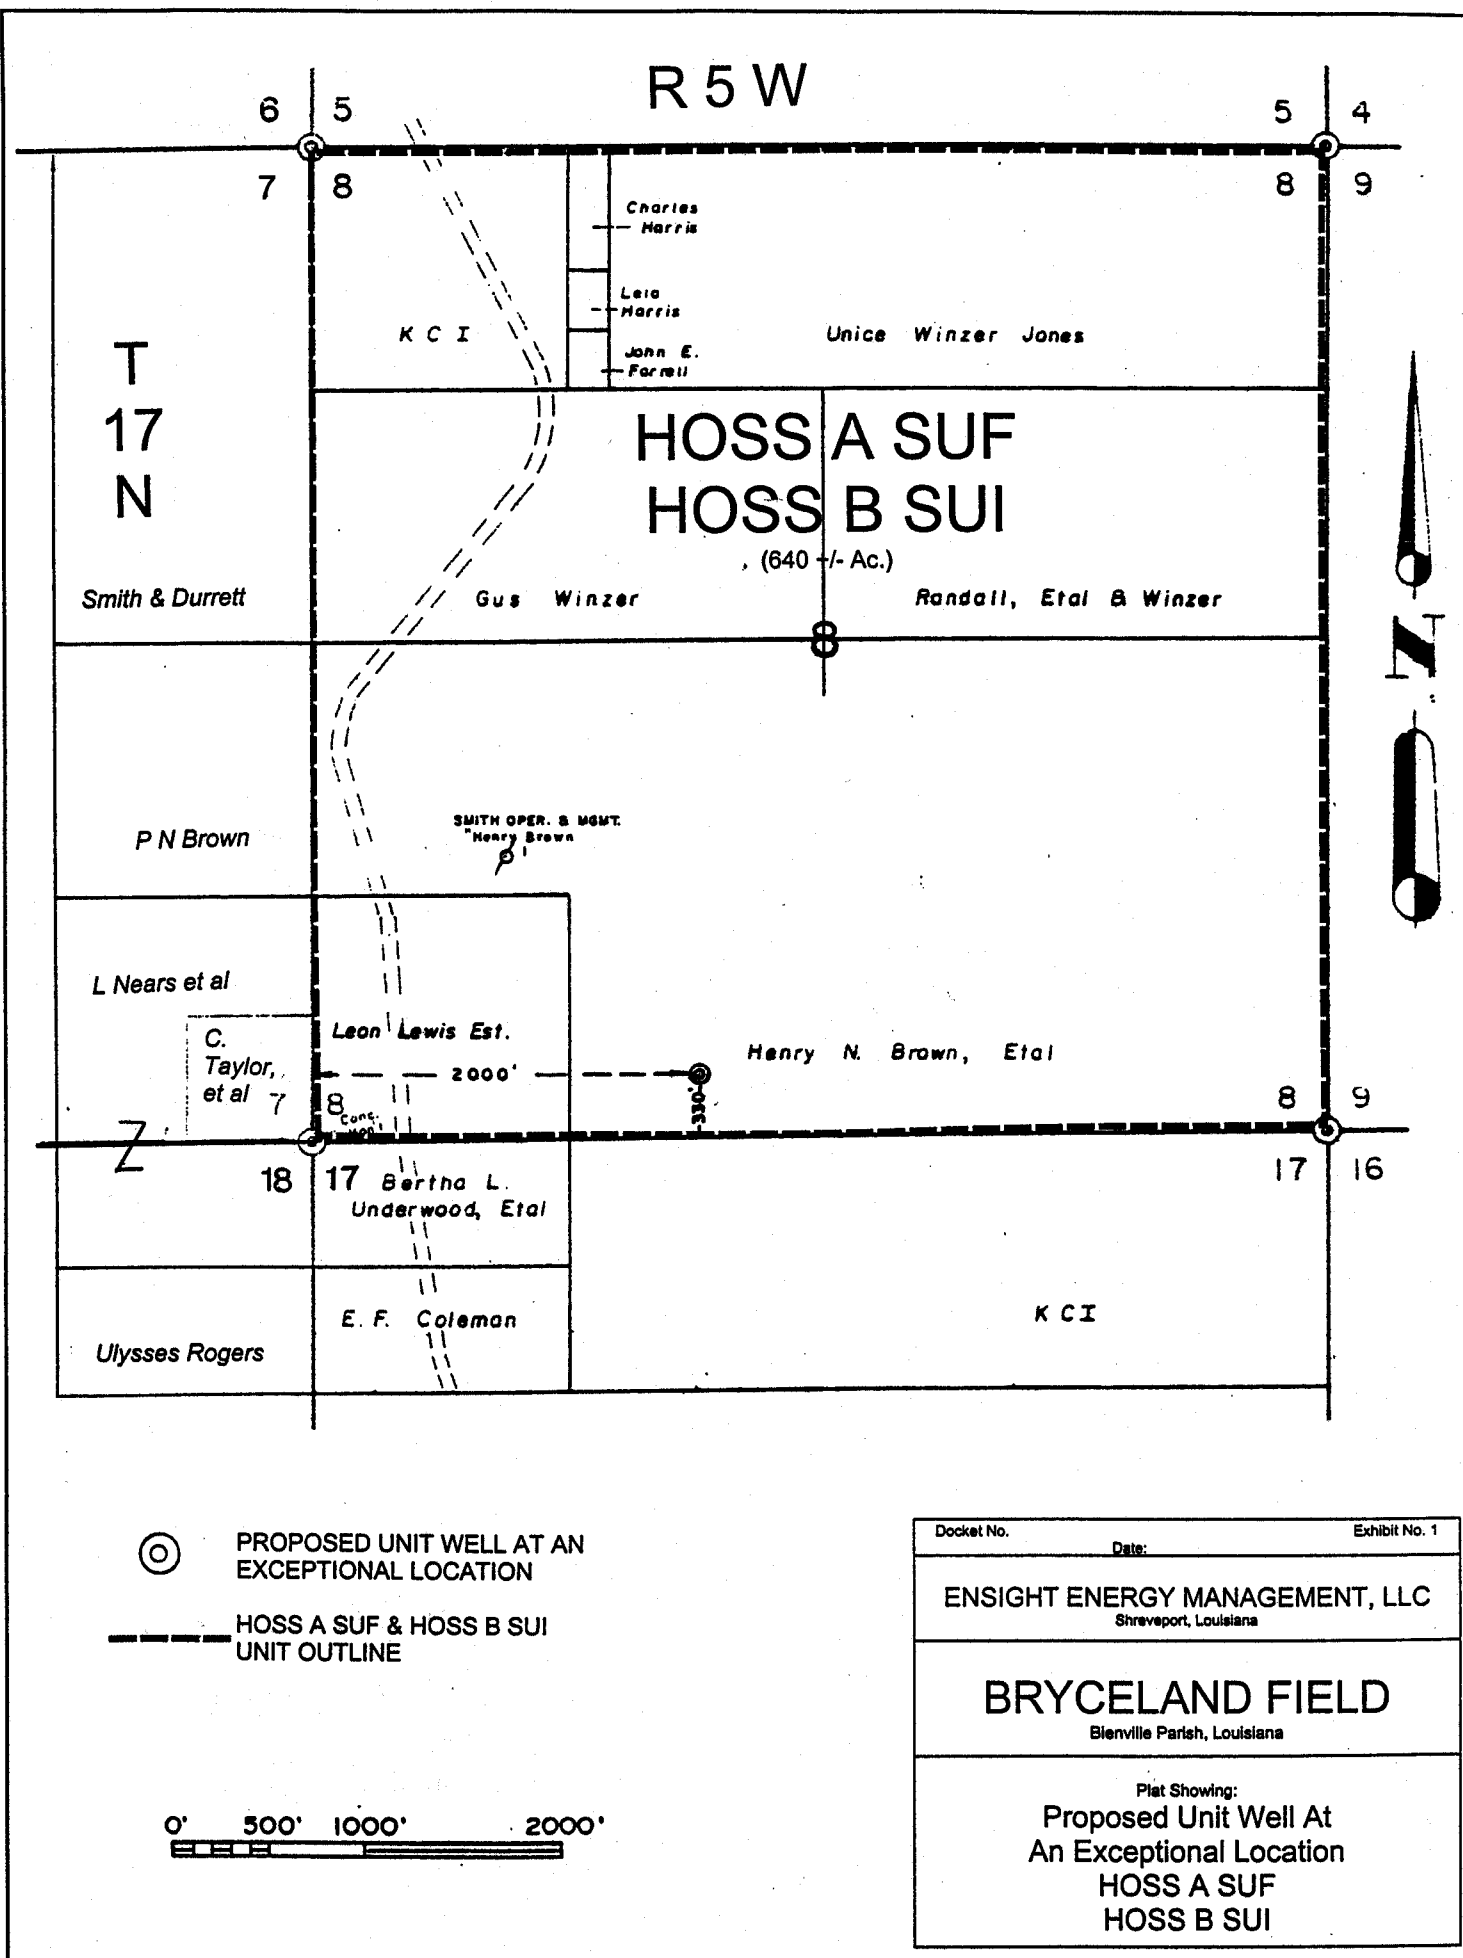 R 5 W
6 5
5 4
7 8
8 9
Charles
Harris
Lela
Harris
K C I
Unice Winzer Jones
John E.
Farrell
T
17
N
HOSS A SUF
HOSS B SUI
(640 +/- Ac.)
Smith & Durrett
Gus Winzer
Randall, Etal & Winzer
8
N
SMITH OPER. & MGMT.
"Henry Brown
1
P N Brown
L Nears et al
Leon Lewis Est.
C.
Taylor,
et al
2000'
Henry N. Brown, Etal
330'
7 8
8 9
Conc.
Mon.
Z
18 17
17 16
Bertha L.
Underwood, Etal
E. F. Coleman
K C I
Ulysses Rogers
PROPOSED UNIT WELL AT AN
EXCEPTIONAL LOCATION
HOSS A SUF & HOSS B SUI
UNIT OUTLINE
0' 500' 1000' 2000'
Docket No. Exhibit No. 1
Date:
ENSIGHT ENERGY MANAGEMENT, LLC
Shreveport, Louisiana
BRYCELAND FIELD
Bienville Parish, Louisiana
Plat Showing:
Proposed Unit Well At
An Exceptional Location
HOSS A SUF
HOSS B SUI